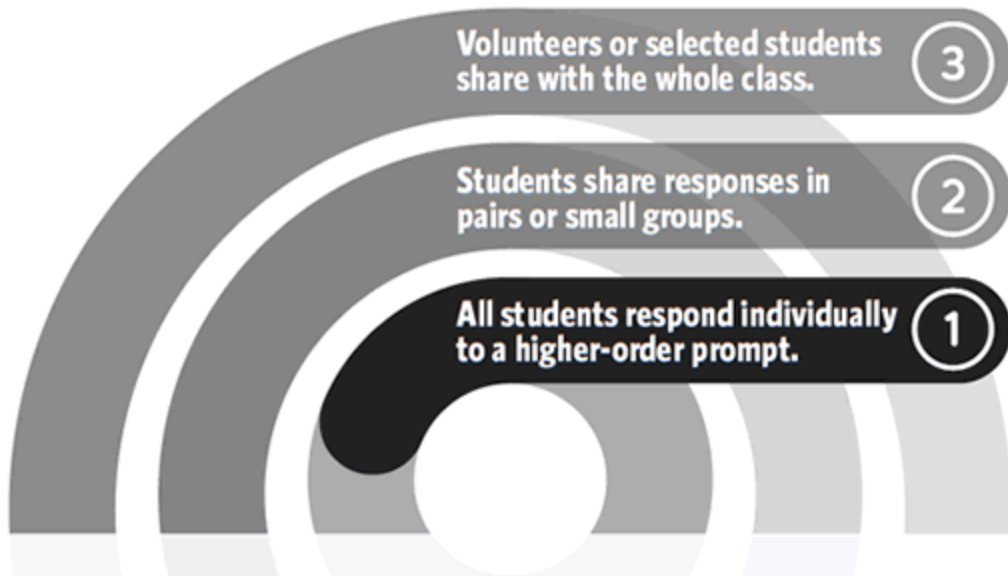 Volunteers or selected students
share with the whole class.
3
Students share responses in
pairs or small groups.
2
All students respond individually
to a higher-order prompt.
1